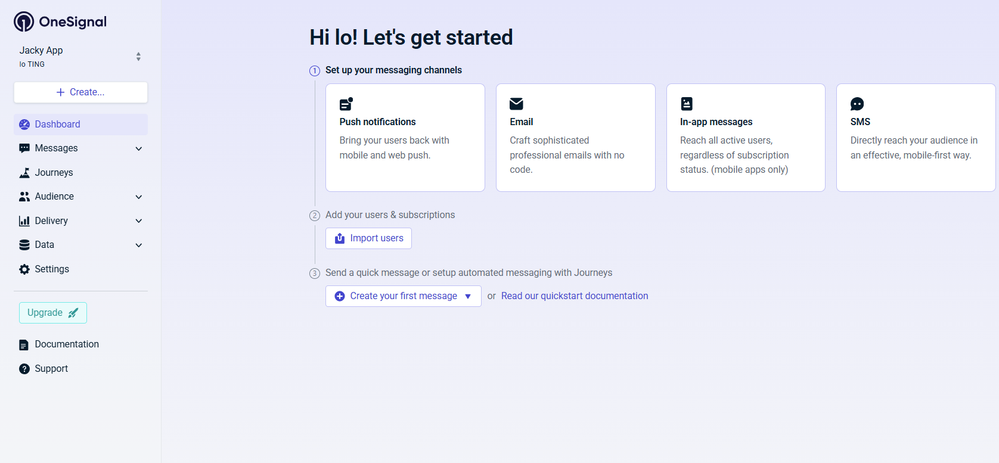 OneSignal
Jacky App
lo TING
Create...
Dashboard
Messages
Journeys
Audience
Delivery
Data
Settings
Upgrade
Documentation
Support
Hi lo! Let's get started
1 Set up your messaging channels
Push notifications
Bring your users back with
mobile and web push.
Email
Craft sophisticated
professional emails with no
code.
In-app messages
Reach all active users,
regardless of subscription
status. (mobile apps only)
SMS
Directly reach your audience in
an effective, mobile-first way.
2 Add your users & subscriptions
Import users
3 Send a quick message or setup automated messaging with Journeys
Create your first message or Read our quickstart documentation